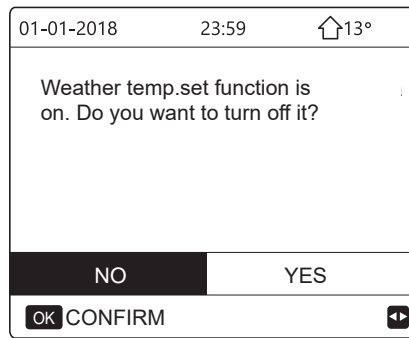 01-01-2018 23:59 13°
Weather temp.set function is
on. Do you want to turn off it?
NO YES
OK CONFIRM